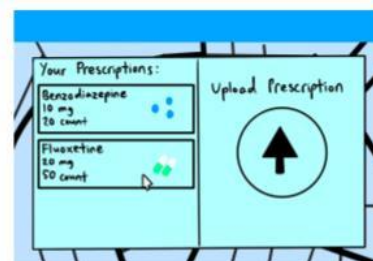 Your Prescriptions:
Benzodiazepine
10 mg
20 count
Fluoxetine
20 mg
50 count
Upload Prescription